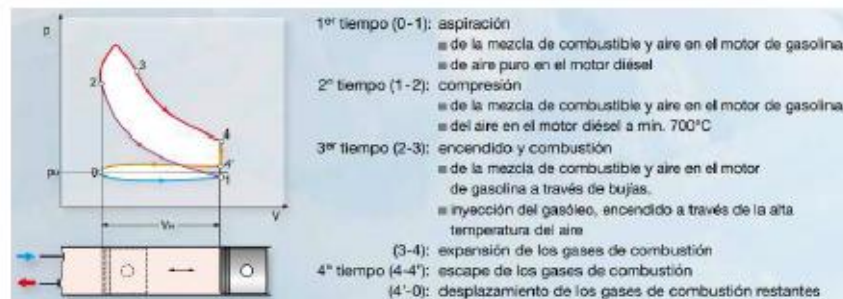 p
3
2
4
4'
pu
0
1
V
VH
1er tiempo (0-1): aspiración
■ de la mezcla de combustible y aire en el motor de gasolina
■ de aire puro en el motor diésel
2º tiempo (1-2): compresión
■ de la mezcla de combustible y aire en el motor de gasolina
■ del aire en el motor diésel a mín. 700°C
3er tiempo (2-3): encendido y combustión
■ de la mezcla de combustible y aire en el motor
de gasolina a través de bujías.
■ inyección del gasóleo, encendido a través de la alta
temperatura del aire
(3-4): expansión de los gases de combustión
4º tiempo (4-4'): escape de los gases de combustión
(4'-0): desplazamiento de los gases de combustión restantes